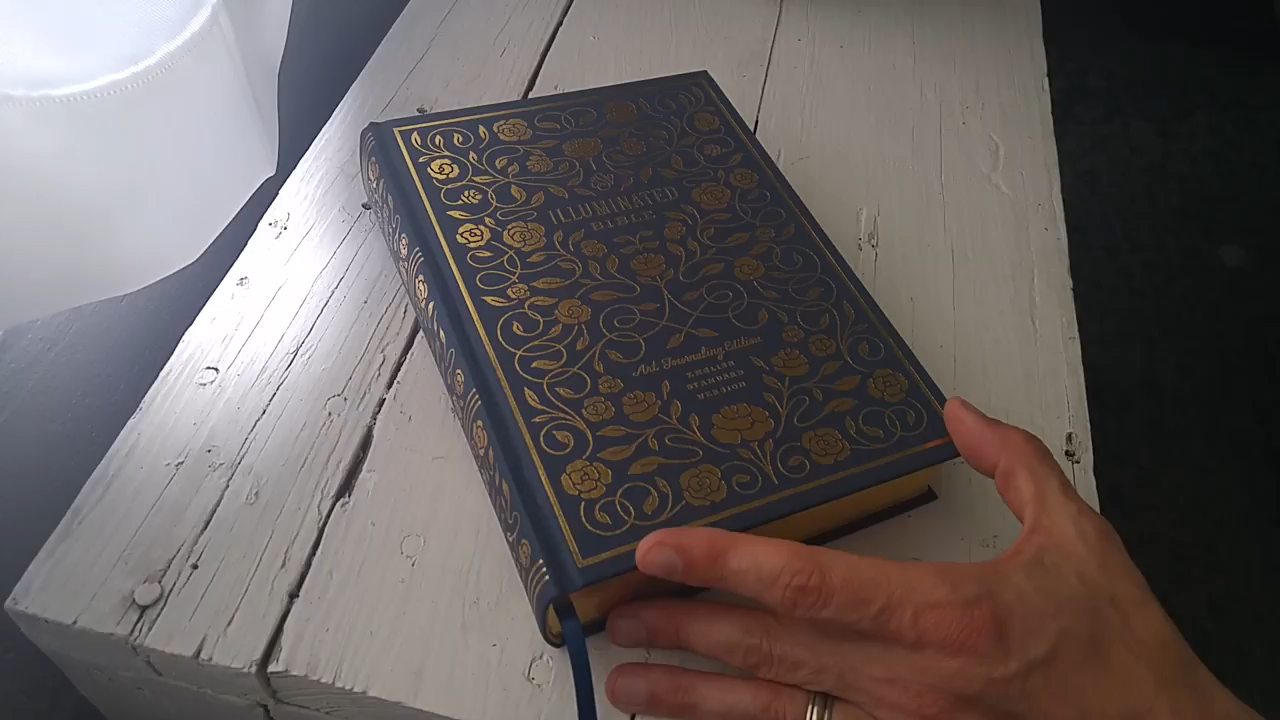 ILLUMINATED
BIBLE
Art Journaling Edition
ENGLISH
STANDARD
VERSION